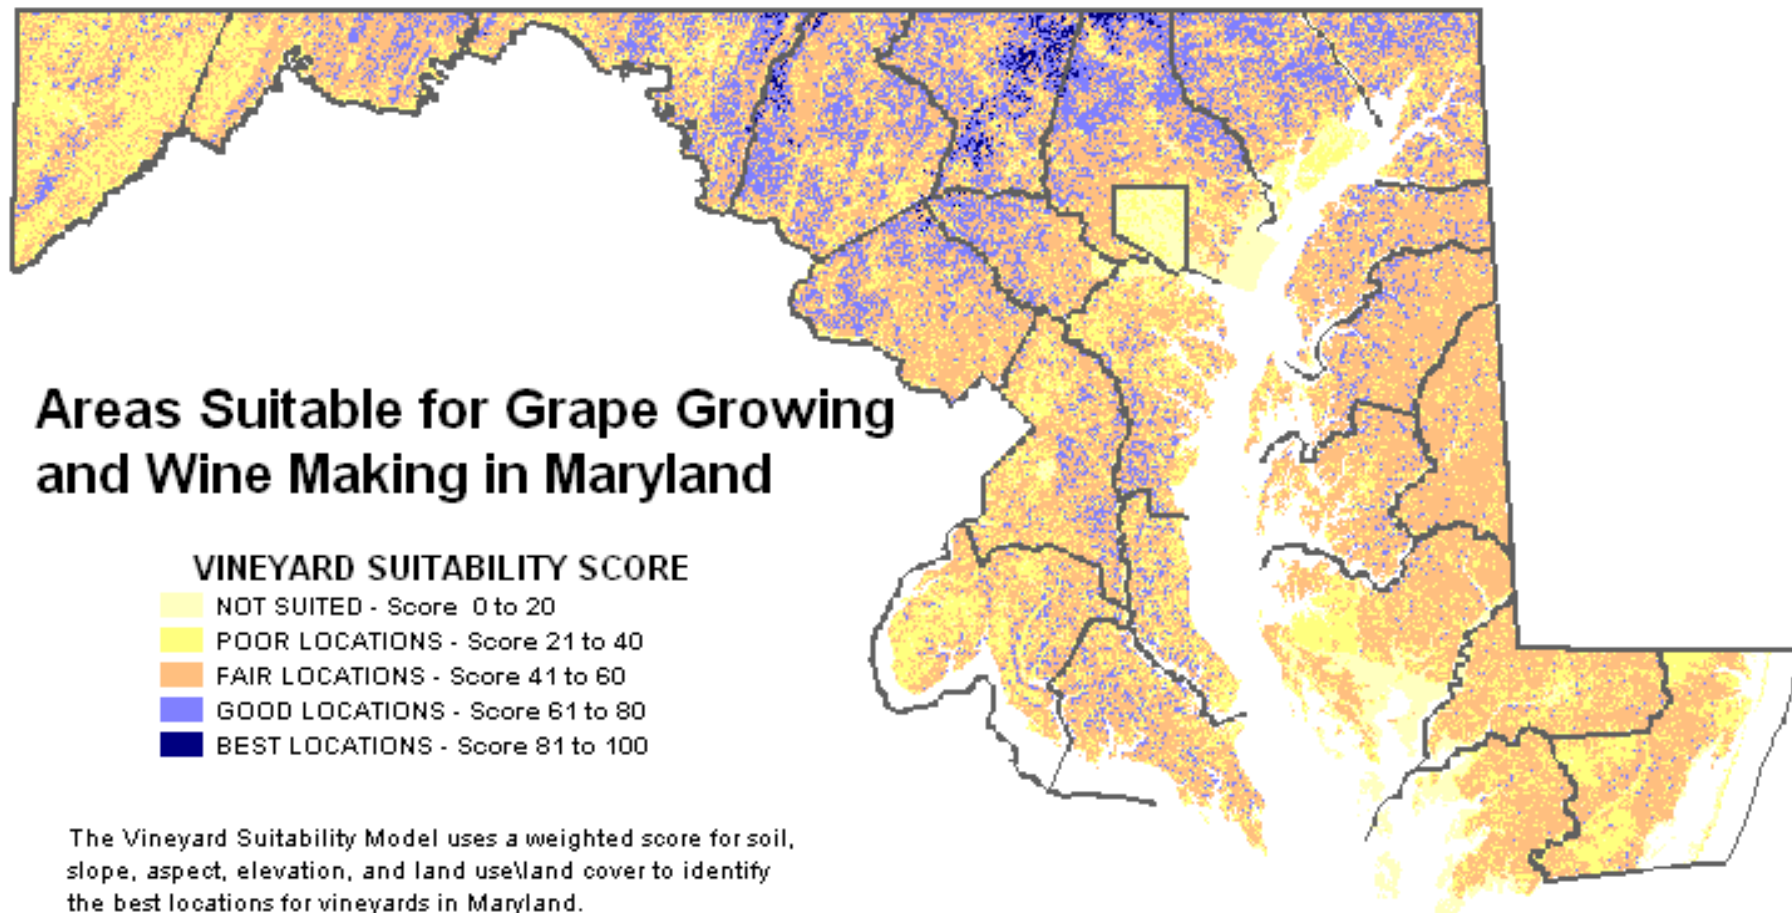 Areas Suitable for Grape Growing
and Wine Making in Maryland
VINEYARD SUITABILITY SCORE
NOT SUITED - Score 0 to 20
POOR LOCATIONS - Score 21 to 40
FAIR LOCATIONS - Score 41 to 60
GOOD LOCATIONS - Score 61 to 80
BEST LOCATIONS - Score 81 to 100
The Vineyard Suitability Model uses a weighted score for soil,
slope, aspect, elevation, and land use\land cover to identify
the best locations for vineyards in Maryland.